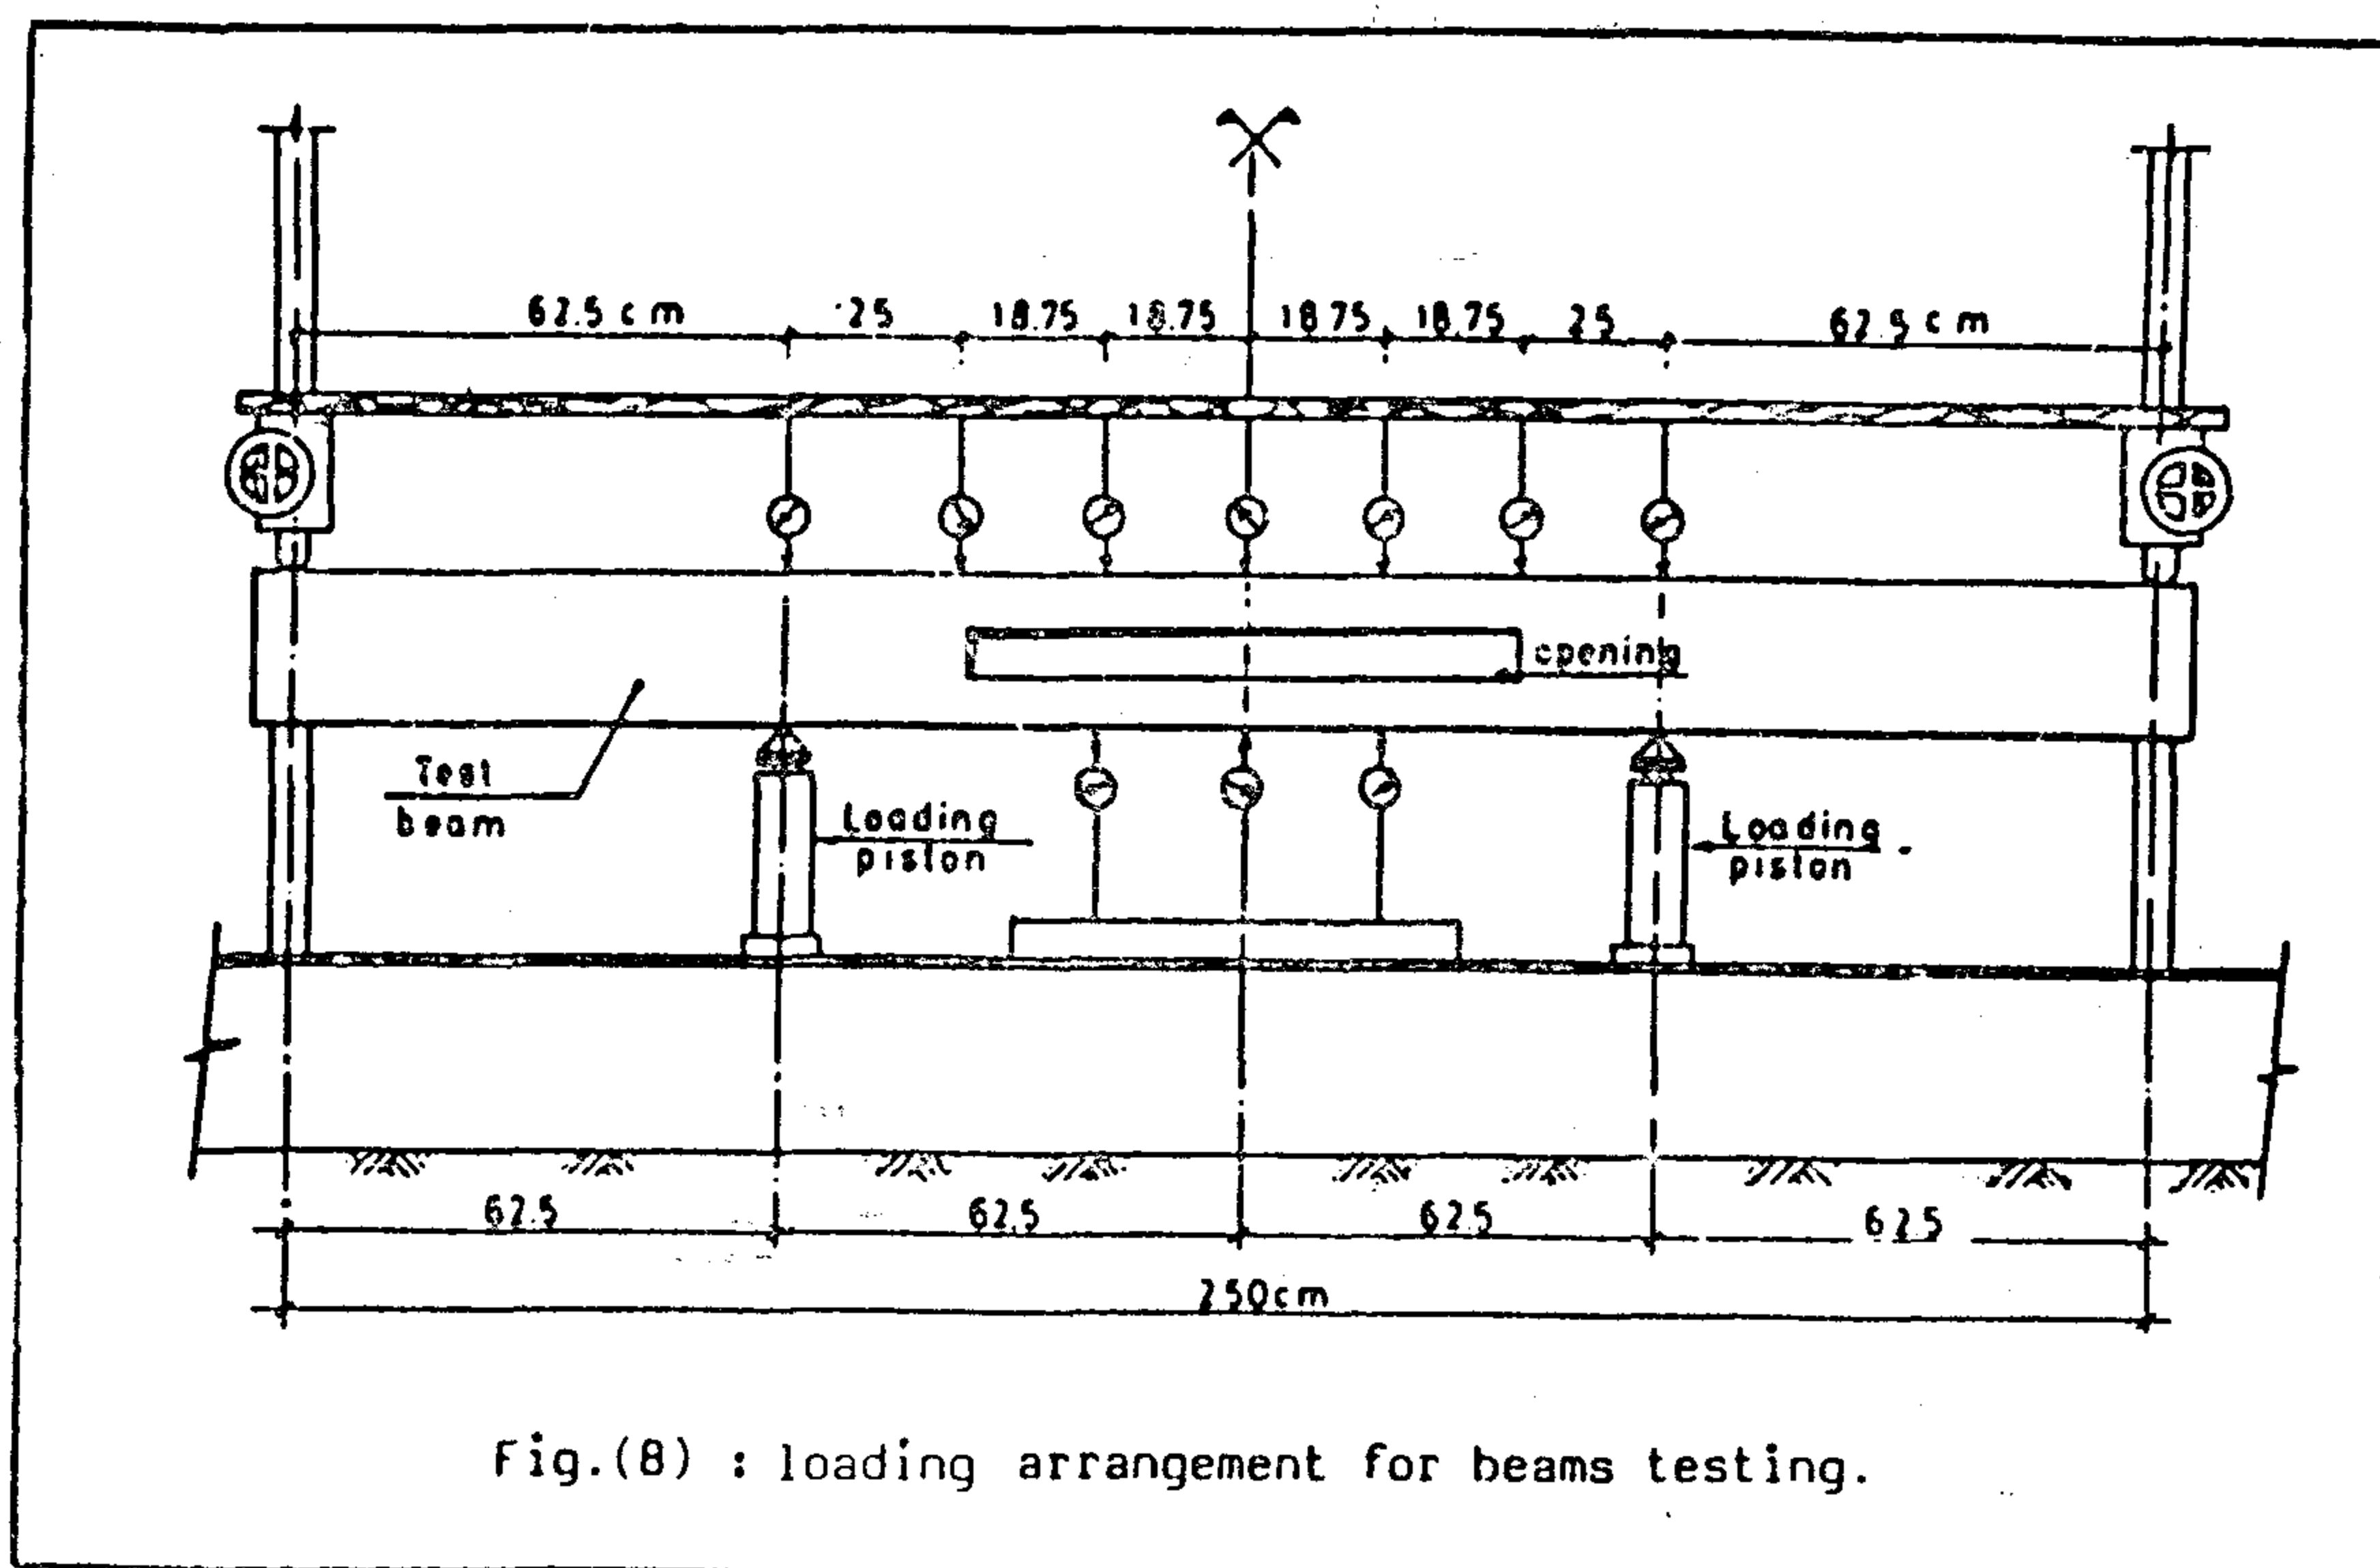 62.5 cm 25 18.75 18.75 18.75 18.75 25 62.5 cm
opening
Test
beam
Loading
piston
Loading
piston
62.5 62.5 62.5 62.5
250cm
Fig.(8) : loading arrangement for beams testing.